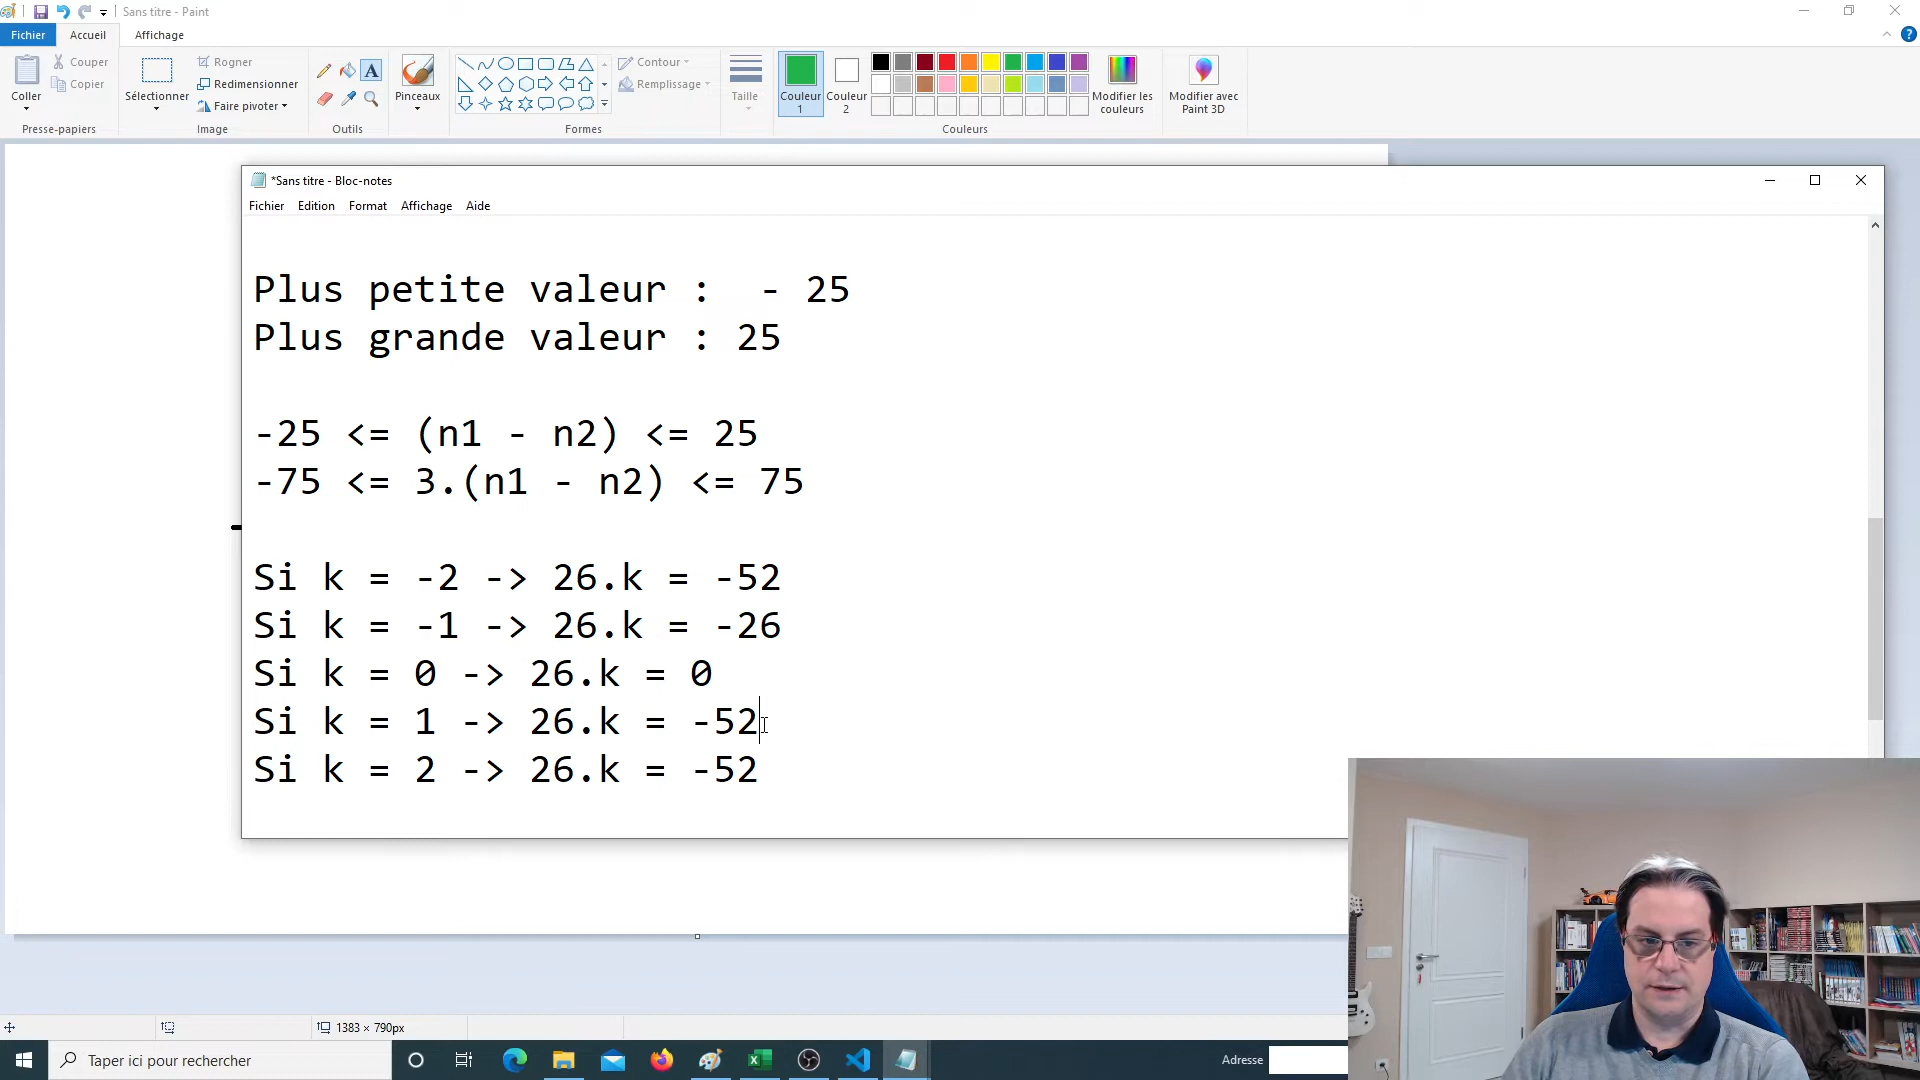 Sans titre - Paint
Fichier
Accueil
Affichage
Coller
Couper
Copier
Presse-papiers
Sélectionner
Rogner
Redimensionner
Faire pivoter
Image
Outils
Pinceaux
Contour
Remplissage
Formes
Taille
Couleur 1
Couleur 2
Modifier les couleurs
Couleurs
Modifier avec Paint 3D
*Sans titre - Bloc-notes
Fichier Edition Format Affichage Aide
Plus petite valeur :  - 25
Plus grande valeur : 25
-25 <= (n1 - n2) <= 25
-75 <= 3.(n1 - n2) <= 75
Si k = -2 -> 26.k = -52
Si k = -1 -> 26.k = -26
Si k = 0 -> 26.k = 0
Si k = 1 -> 26.k = -52
Si k = 2 -> 26.k = -52
1383 × 790px
Taper ici pour rechercher
Adresse